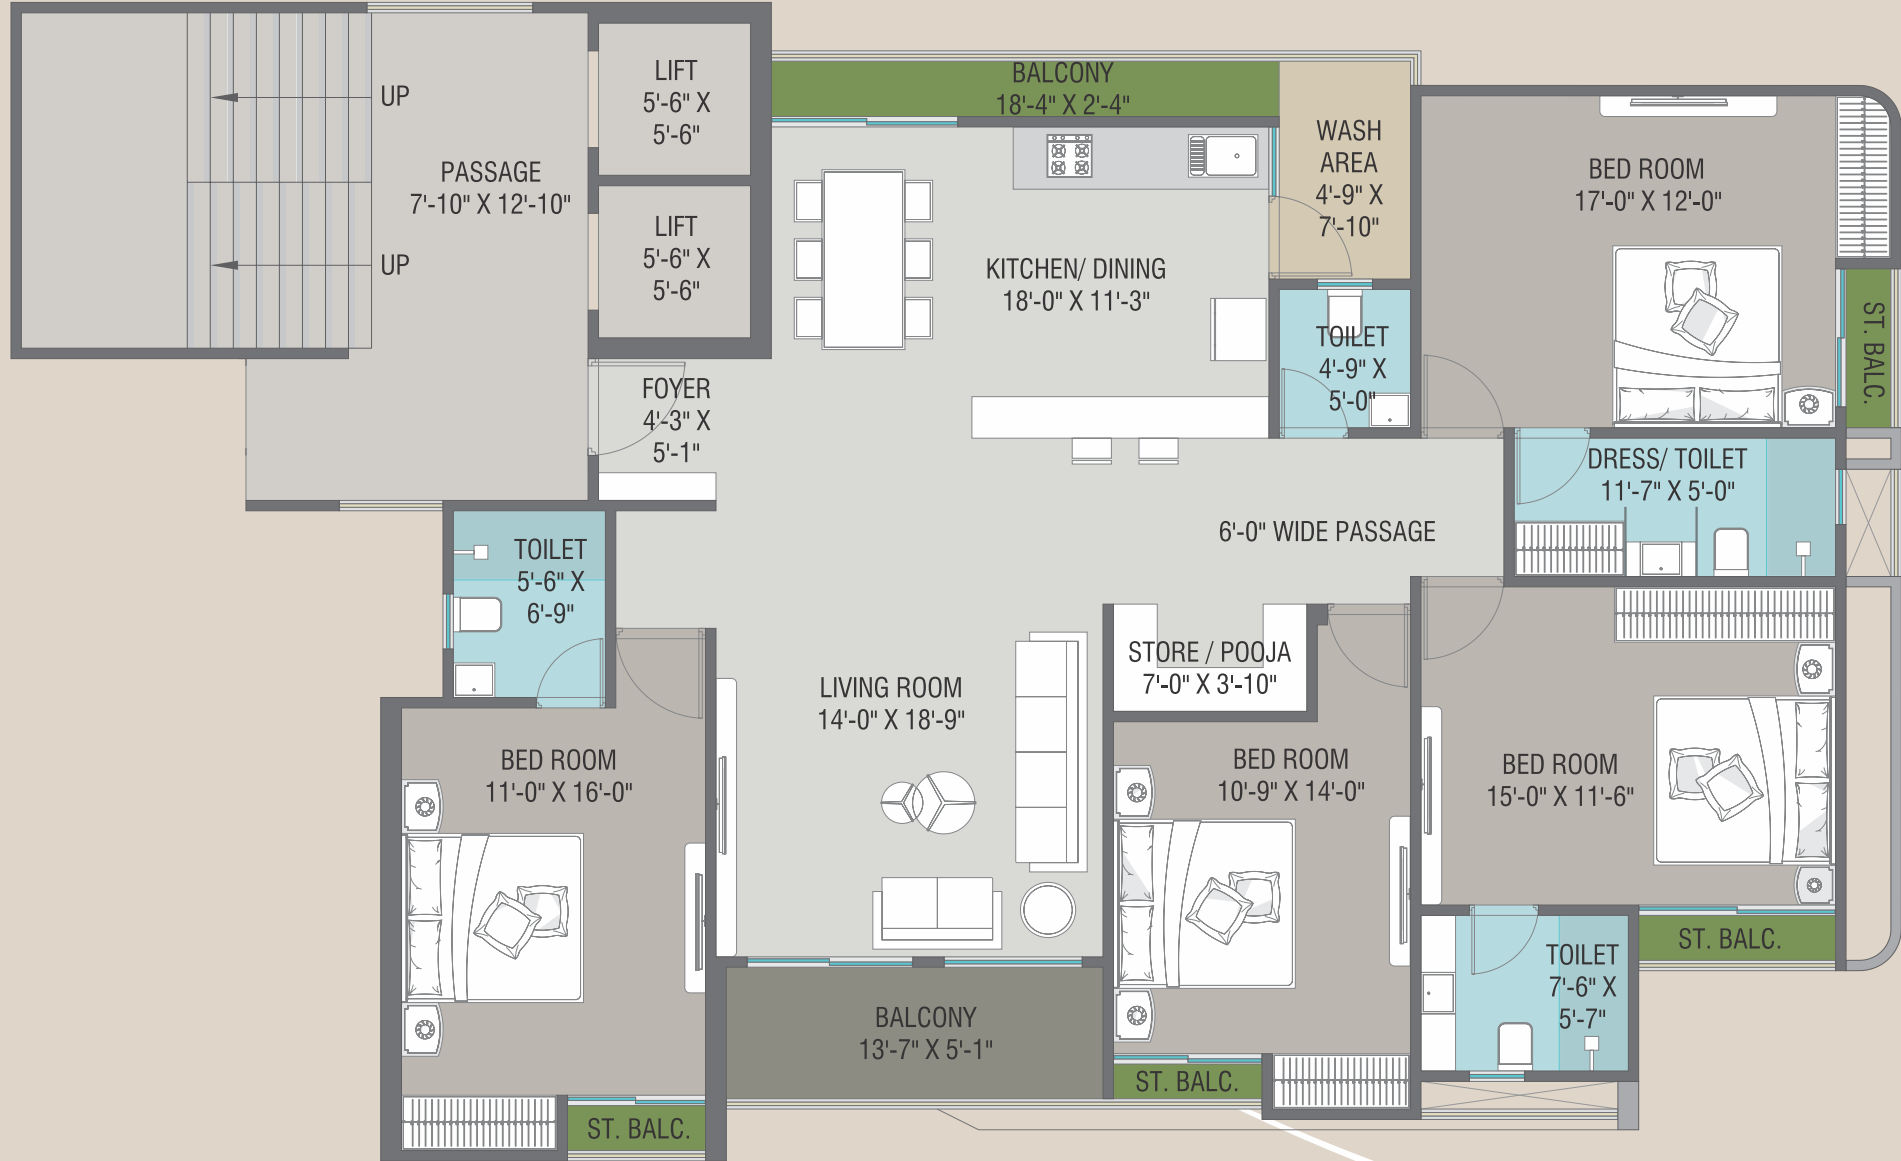 LIFT
5'-6" X
5'-6"
BALCONY
18'-4" X 2'-4"
UP
PASSAGE
7'-10" X 12'-10"
WASH
AREA
4'-9" X
7'-10"
BED ROOM
17'-0" X 12'-0"
LIFT
5'-6" X
5'-6"
UP
KITCHEN/ DINING
18'-0" X 11'-3"
TOILET
4'-9" X
5'-0"
ST. BALC.
FOYER
4'-3" X
5'-1"
DRESS/ TOILET
11'-7" X 5'-0"
6'-0" WIDE PASSAGE
TOILET
5'-6" X
6'-9"
STORE / POOJA
7'-0" X 3'-10"
LIVING ROOM
14'-0" X 18'-9"
BED ROOM
11'-0" X 16'-0"
BED ROOM
10'-9" X 14'-0"
BED ROOM
15'-0" X 11'-6"
ST. BALC.
TOILET
7'-6" X
5'-7"
BALCONY
13'-7" X 5'-1"
ST. BALC.
ST. BALC.